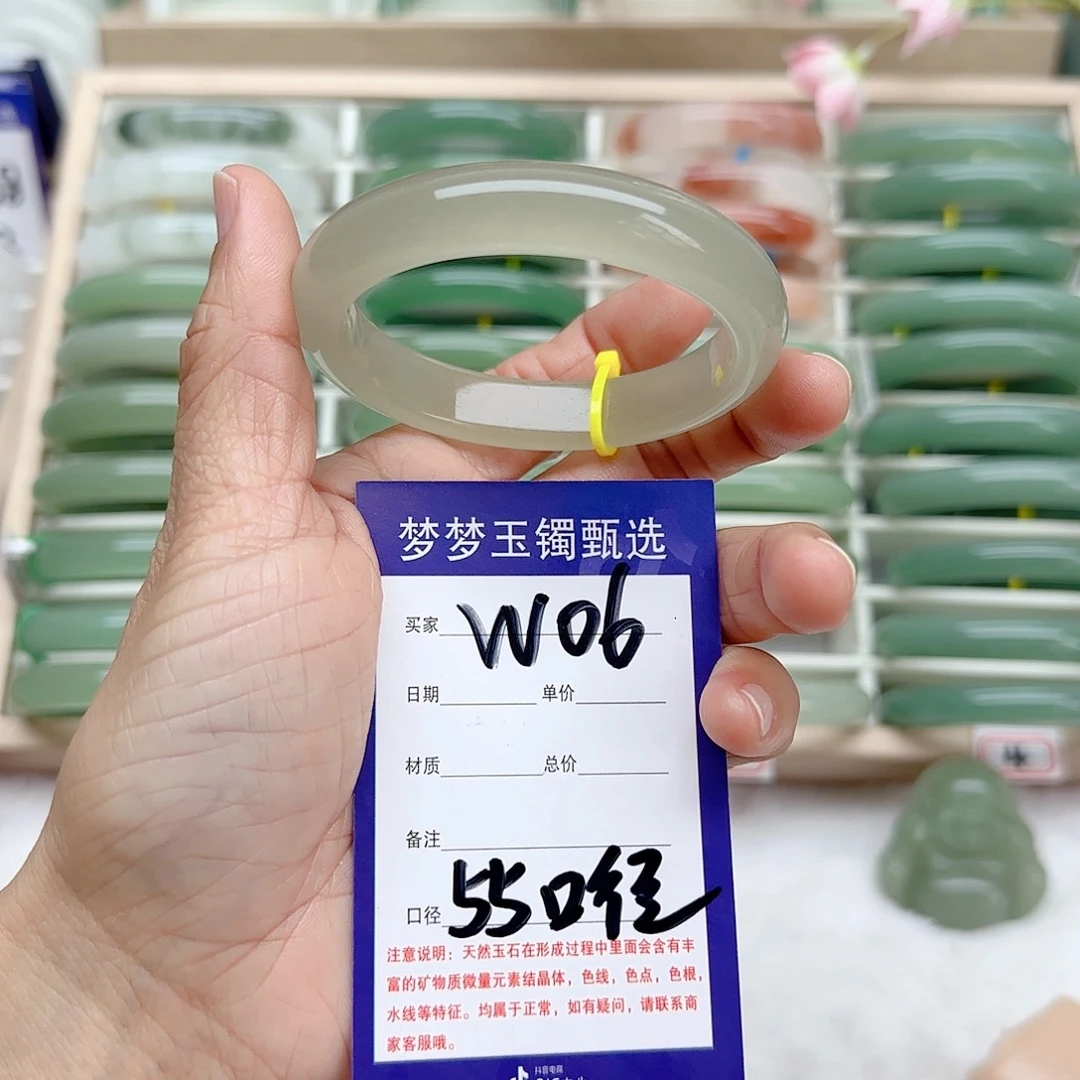 梦梦玉镯甄选
买家 W06
日期 单价
材质 总价
备注
口径 55口径
注意说明：天然玉石在形成过程中里面会含有丰
富的矿物质微量元素结晶体，色线，色点，色根，
水线等特征。均属于正常，如有疑问，请联系商
家客服哦。
抖音电商